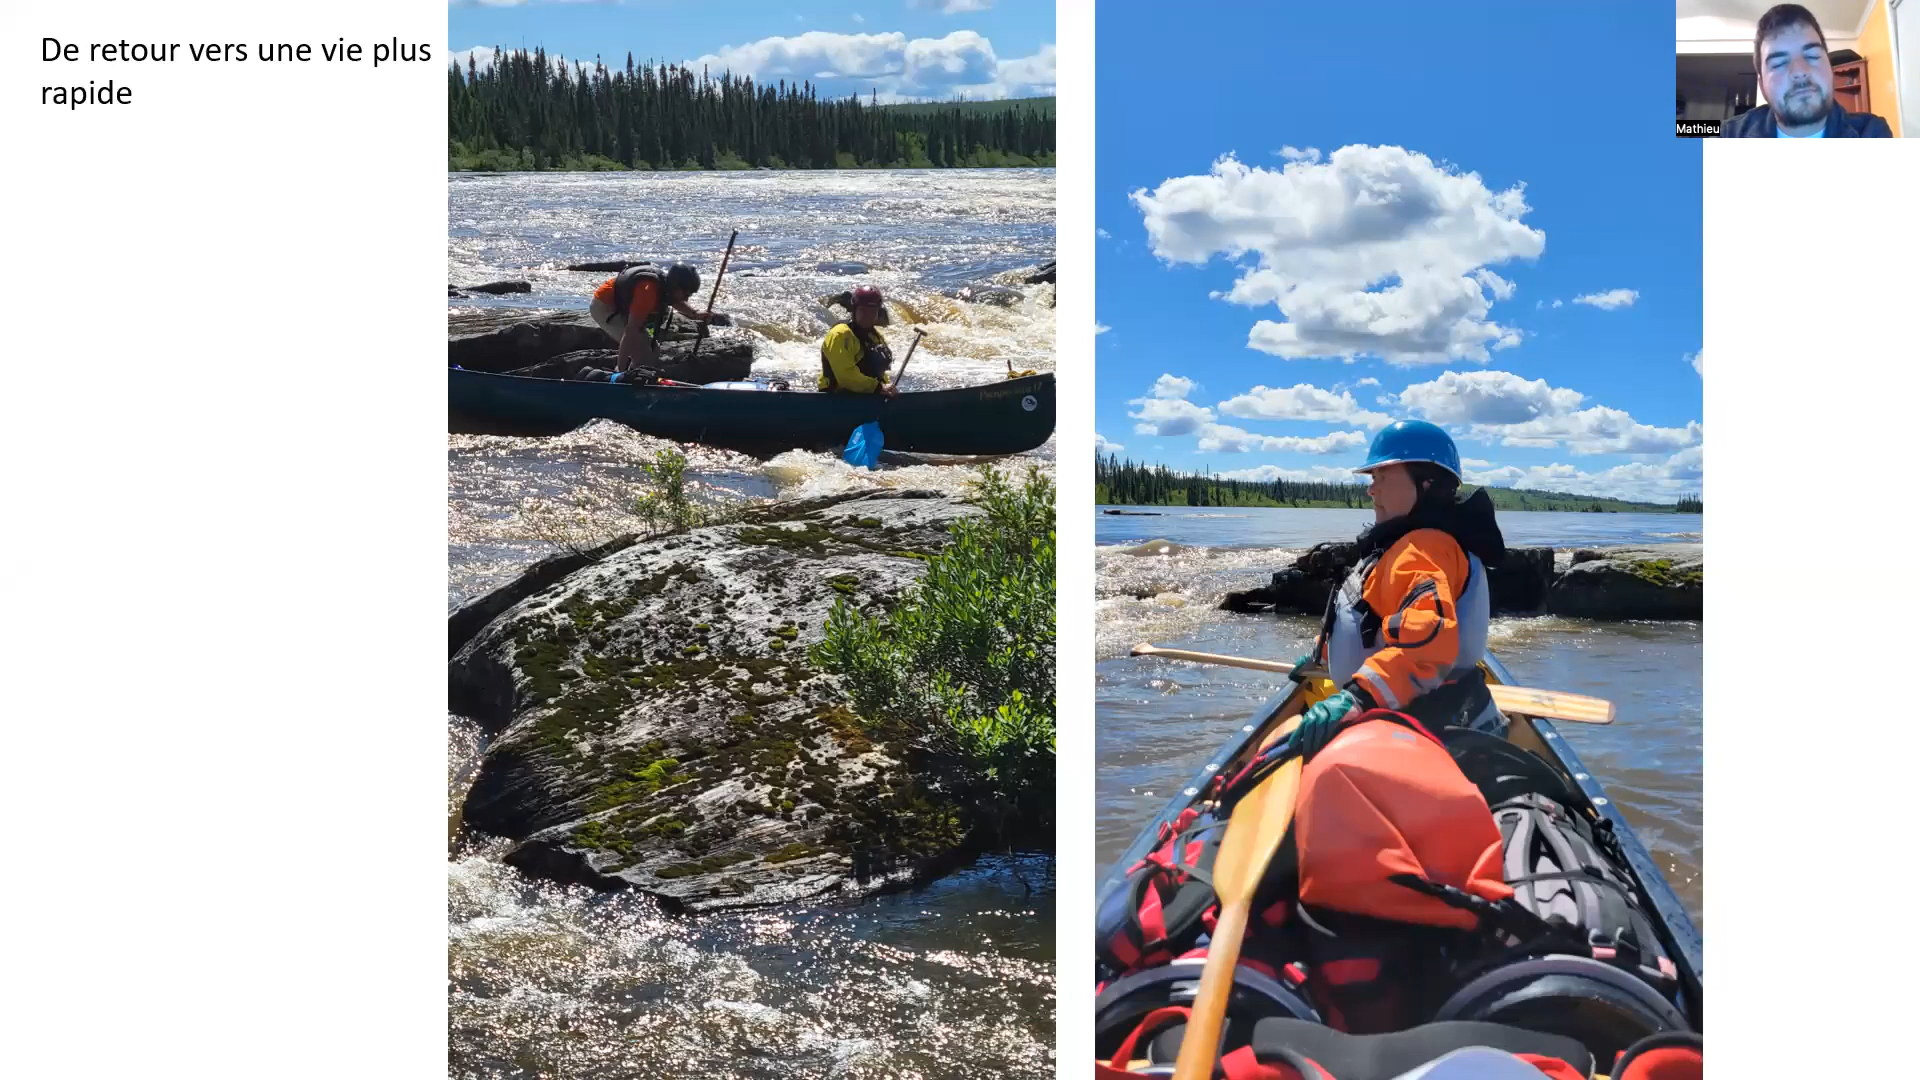 De retour vers une vie plus
rapide
Mathieu